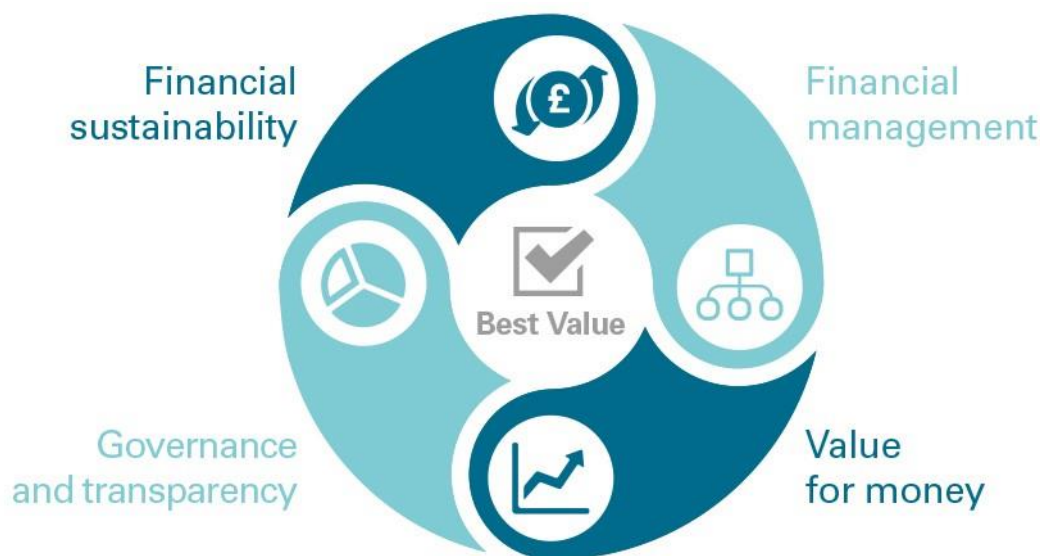 Financial
sustainability
£
Financial
management
Best Value
Governance
and transparency
Value
for money